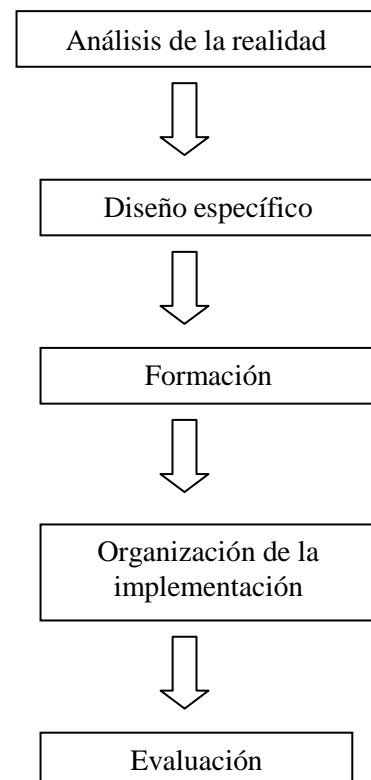 Análisis de la realidad
Diseño específico
Formación
Organización de la
implementación
Evaluación